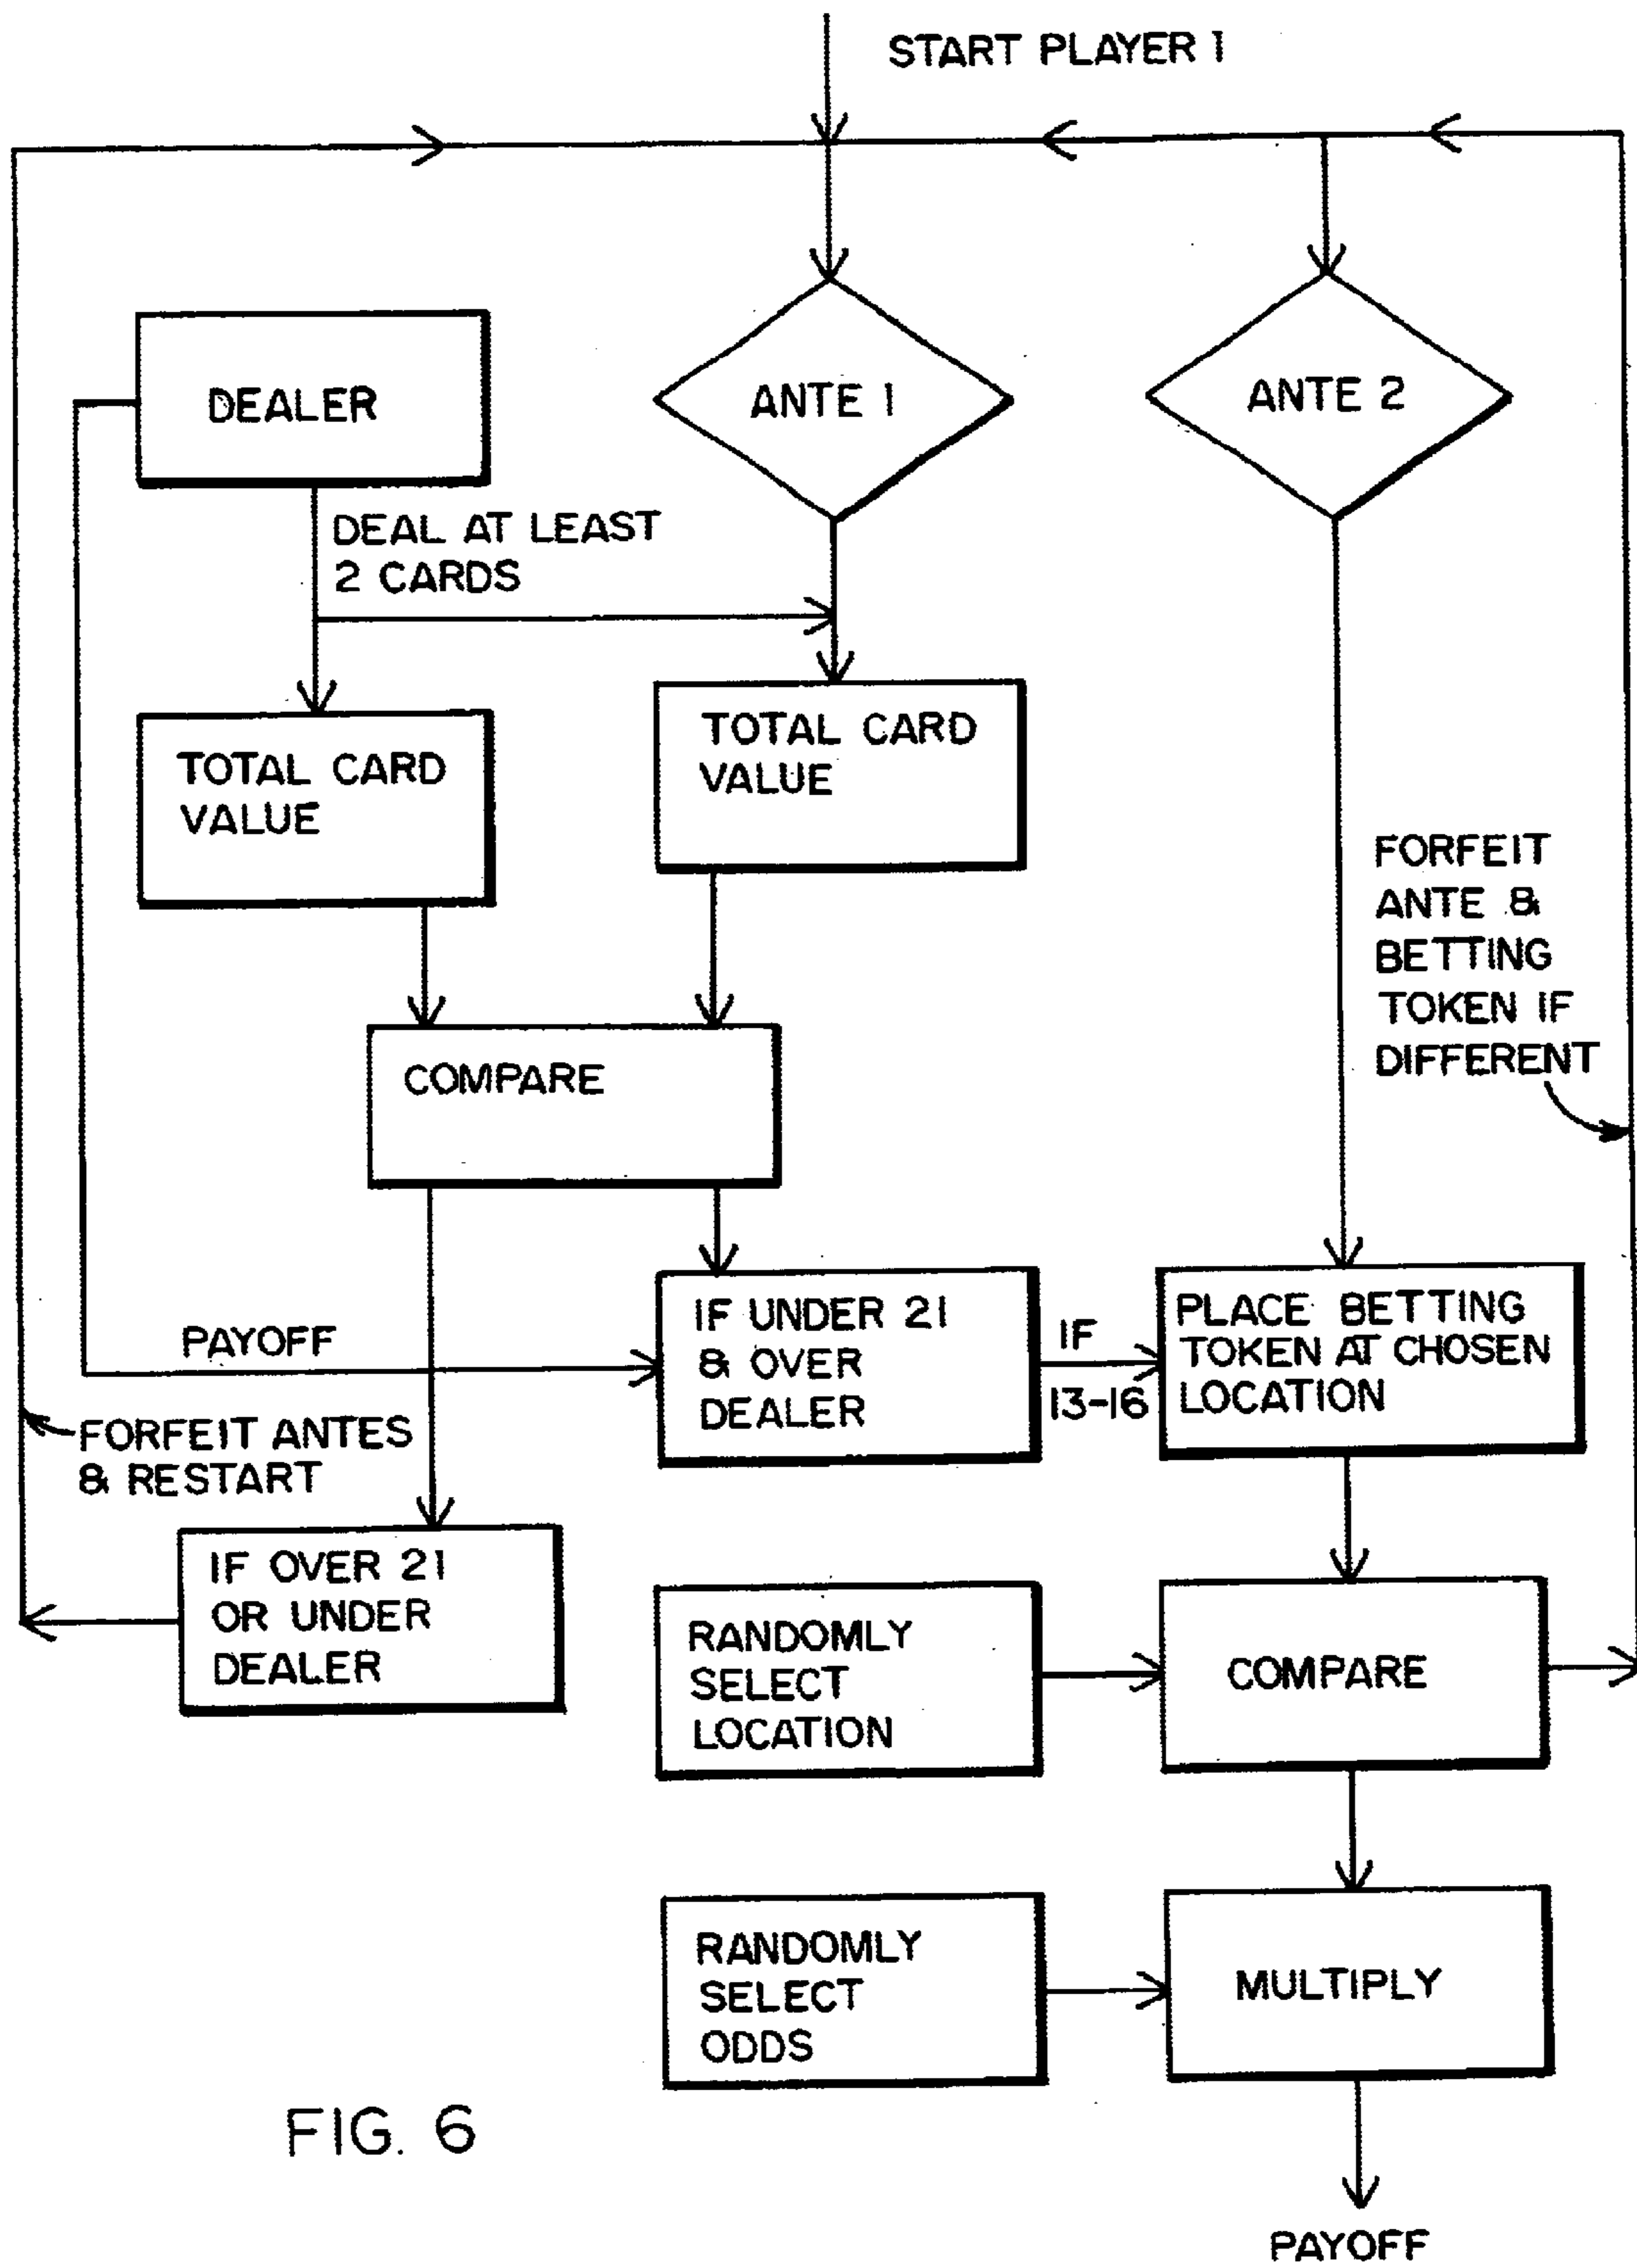 START PLAYER 1
DEALER
ANTE 1
ANTE 2
DEAL AT LEAST
2 CARDS
TOTAL CARD
VALUE
TOTAL CARD
VALUE
FORFEIT
ANTE &
BETTING
TOKEN IF
DIFFERENT
COMPARE
PAYOFF
IF UNDER 21
& OVER
DEALER
IF
13-16
PLACE BETTING
TOKEN AT CHOSEN
LOCATION
FORFEIT ANTES
& RESTART
IF OVER 21
OR UNDER
DEALER
RANDOMLY
SELECT
LOCATION
COMPARE
RANDOMLY
SELECT
ODDS
MULTIPLY
FIG. 6
PAYOFF